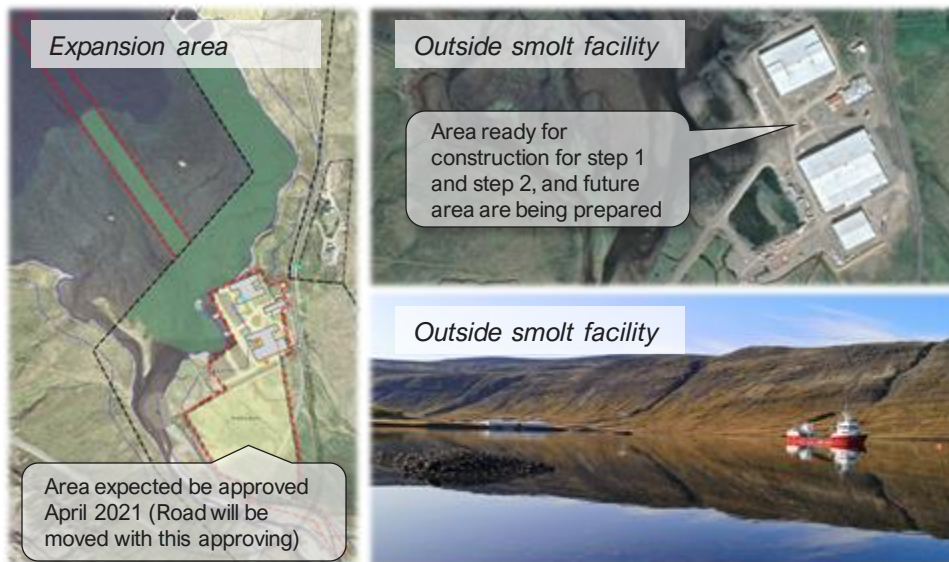 Expansion area
Area expected be approved
April 2021 (Road will be
moved with this approving)
Outside smolt facility
Area ready for
construction for step 1
and step 2, and future
area are being prepared
Outside smolt facility